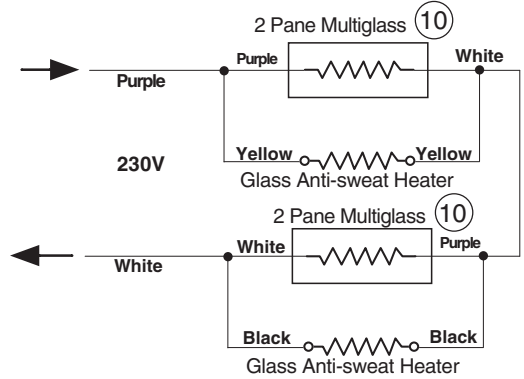 2 Pane Multiglass 10
Purple White
Purple
Yellow Yellow
230V
Glass Anti-sweat Heater
2 Pane Multiglass 10
White Purple
White
Black Black
Glass Anti-sweat Heater